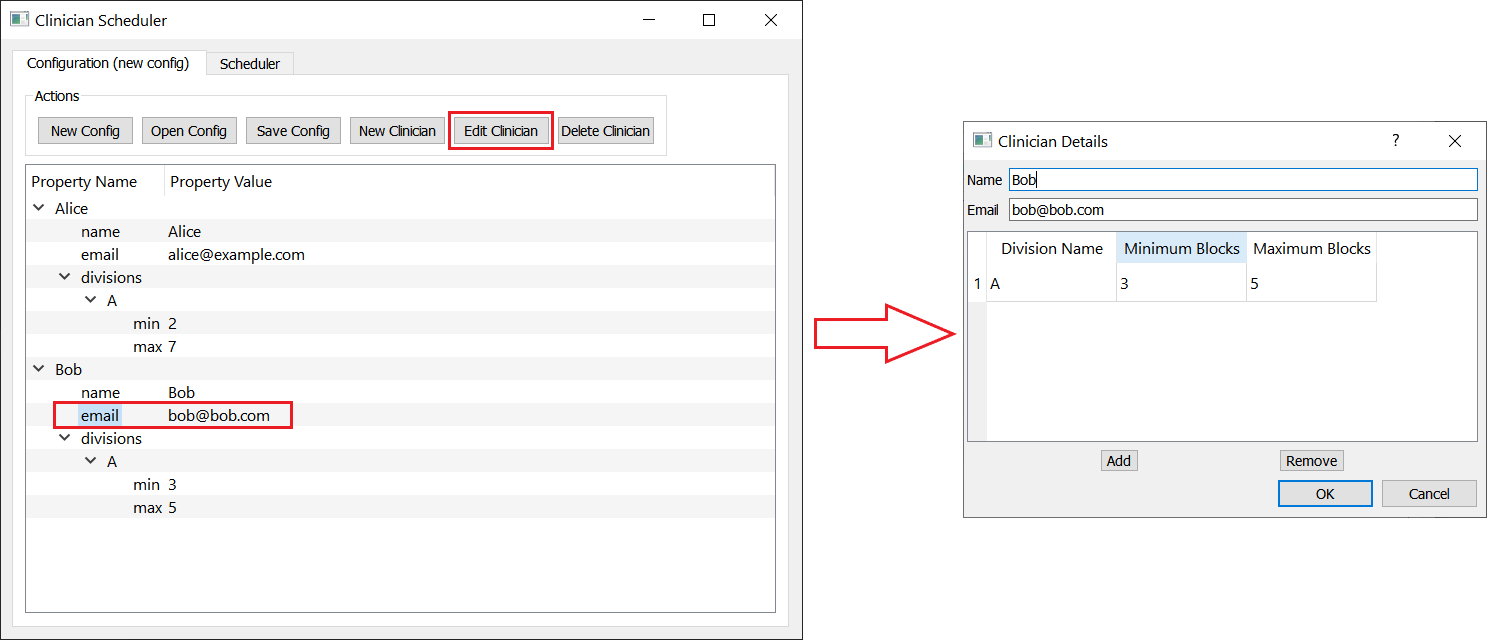 Clinician Scheduler
Configuration (new config) Scheduler
Actions
New Config Open Config Save Config New Clinician Edit Clinician Delete Clinician
Property Name Property Value
Alice
name Alice
email alice@example.com
divisions
A
min 2
max 7
Bob
name Bob
email bob@bob.com
divisions
A
min 3
max 5
Clinician Details ?
Name Bob
Email bob@bob.com
Division Name Minimum Blocks Maximum Blocks
1 A 3 5
Add Remove
OK Cancel